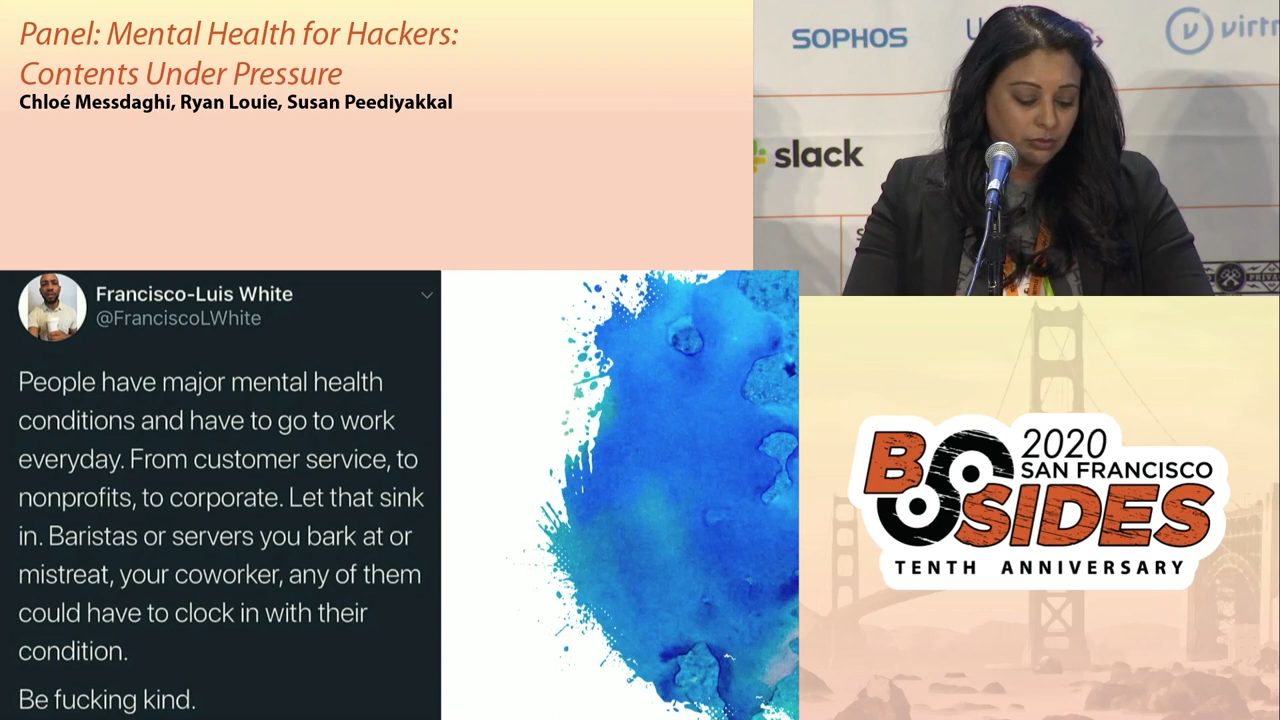 Panel: Mental Health for Hackers:
Contents Under Pressure
Chloé Messdaghi, Ryan Louie, Susan Peediyakkal
SOPHOS
virtr
slack
Francisco-Luis White
@FranciscoLWhite
People have major mental health
conditions and have to go to work
everyday. From customer service, to
nonprofits, to corporate. Let that sink
in. Baristas or servers you bark at or
mistreat, your coworker, any of them
could have to clock in with their
condition.
Be fucking kind.
2020
SAN FRANCISCO
BSIDES
TENTH ANNIVERSARY